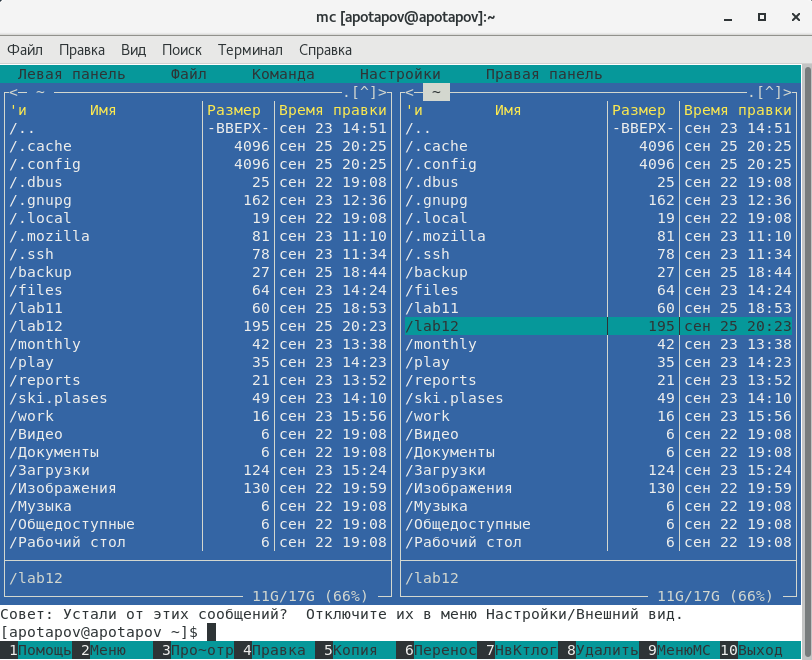 mc [apotapov@apotapov]:~
Файл Правка Вид Поиск Терминал Справка
Левая панель Файл Команда Настройки Правая панель
<— ~ .[^]> <— ~ .[^]>
'и Имя Размер Время правки 'и Имя Размер Время правки
/.. -ВВЕРХ- сен 23 14:51 /.. -ВВЕРХ- сен 23 14:51
/.cache 4096 сен 25 20:25 /.cache 4096 сен 25 20:25
/.config 4096 сен 25 20:25 /.config 4096 сен 25 20:25
/.dbus 25 сен 22 19:08 /.dbus 25 сен 22 19:08
/.gnupg 162 сен 23 12:36 /.gnupg 162 сен 23 12:36
/.local 19 сен 22 19:08 /.local 19 сен 22 19:08
/.mozilla 81 сен 23 11:10 /.mozilla 81 сен 23 11:10
/.ssh 78 сен 23 11:34 /.ssh 78 сен 23 11:34
/backup 27 сен 25 18:44 /backup 27 сен 25 18:44
/files 64 сен 23 14:24 /files 64 сен 23 14:24
/lab11 60 сен 25 18:53 /lab11 60 сен 25 18:53
/lab12 195 сен 25 20:23 /lab12 195 сен 25 20:23
/monthly 42 сен 23 13:38 /monthly 42 сен 23 13:38
/play 35 сен 23 14:23 /play 35 сен 23 14:23
/reports 21 сен 23 13:52 /reports 21 сен 23 13:52
/ski.plases 49 сен 23 14:10 /ski.plases 49 сен 23 14:10
/work 16 сен 23 15:56 /work 16 сен 23 15:56
/Видео 6 сен 22 19:08 /Видео 6 сен 22 19:08
/Документы 6 сен 22 19:08 /Документы 6 сен 22 19:08
/Загрузки 124 сен 23 15:24 /Загрузки 124 сен 23 15:24
/Изображения 130 сен 22 19:59 /Изображения 130 сен 22 19:59
/Музыка 6 сен 22 19:08 /Музыка 6 сен 22 19:08
/Общедоступные 6 сен 22 19:08 /Общедоступные 6 сен 22 19:08
/Рабочий стол 6 сен 22 19:08 /Рабочий стол 6 сен 22 19:08
/lab12 /lab12
11G/17G (66%) 11G/17G (66%)
Совет: Устали от этих сообщений?  Отключите их в меню Настройки/Внешний вид.
[apotapov@apotapov ~]$
1Помощь 2Меню 3Про~отр 4Правка 5Копия 6Перенос 7НвКтлог 8Удалить 9МенюМС 10Выход